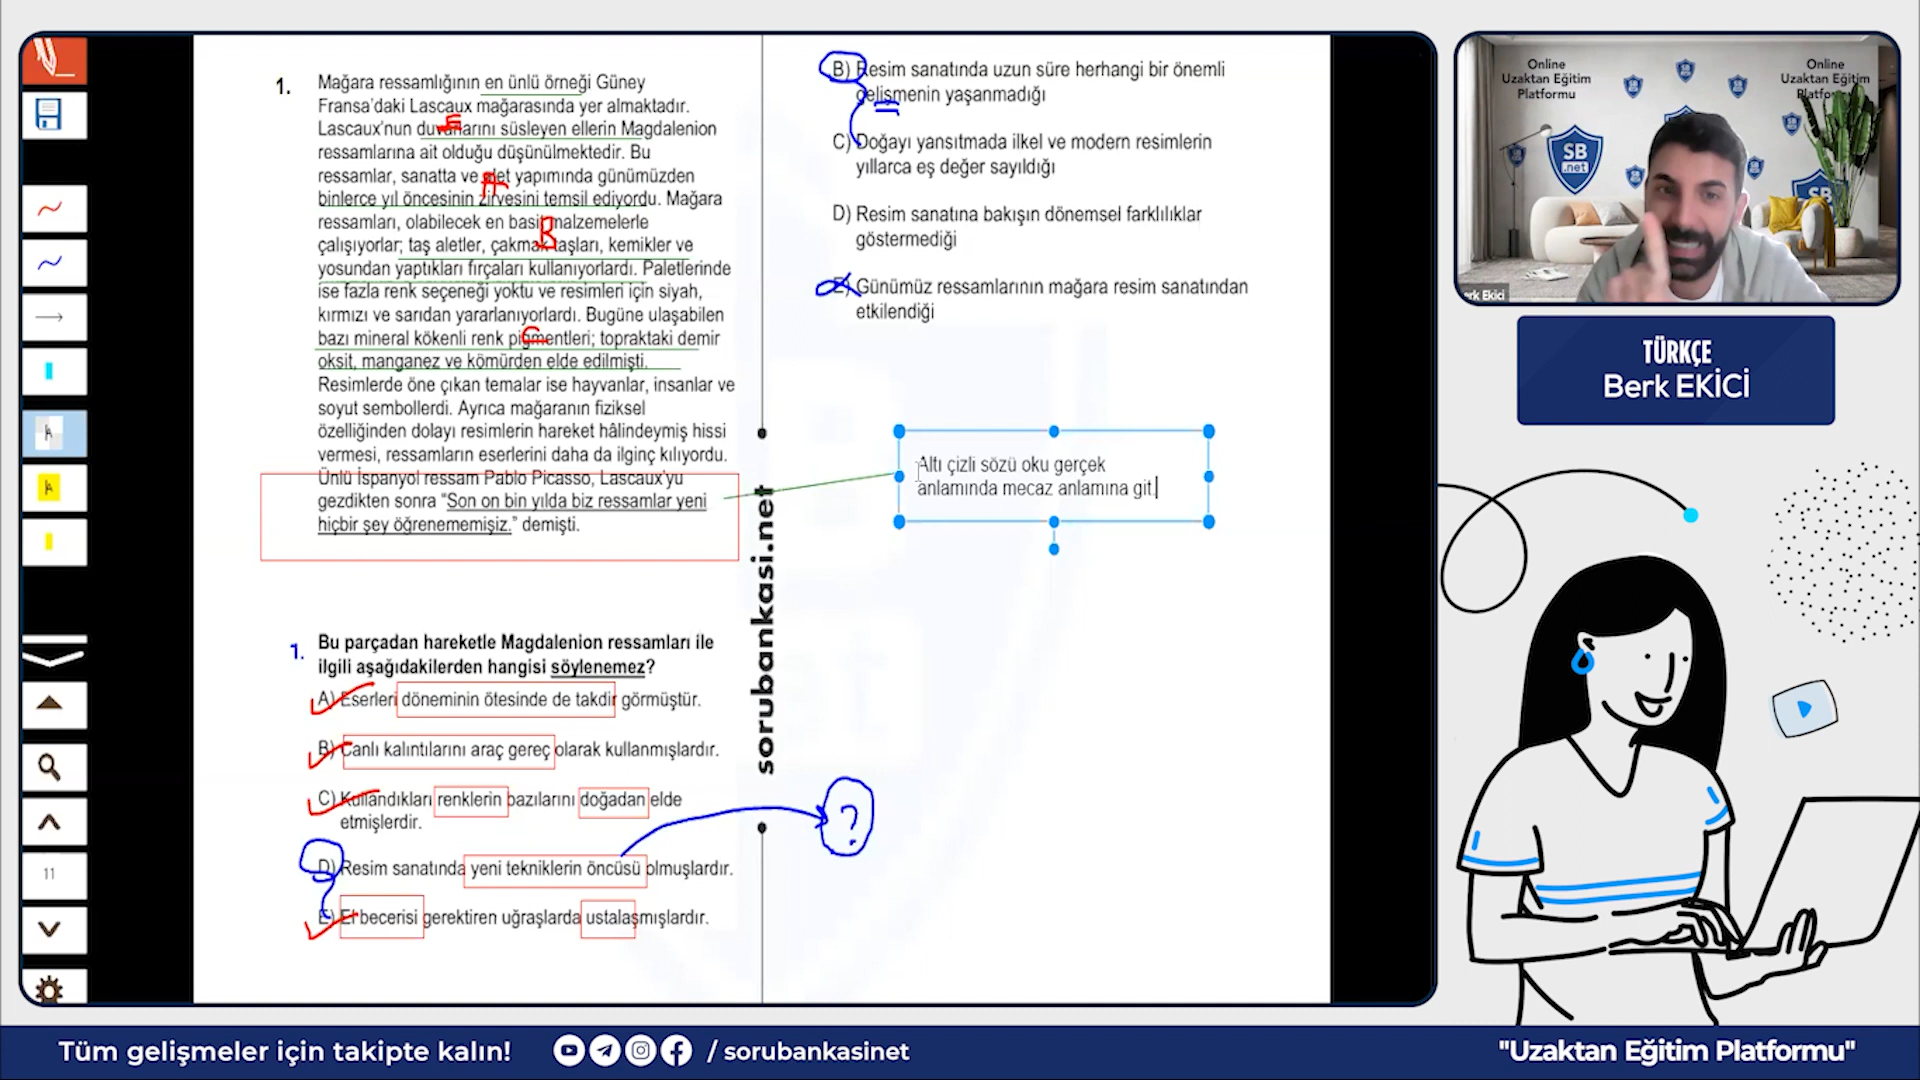 1.
Mağara ressamlığının en ünlü örneği Güney
Fransa'daki Lascaux mağarasında yer almaktadır.
Lascaux'nun duvarlarını süsleyen ellerin Magdalenion
ressamlarına ait olduğu düşünülmektedir. Bu
ressamlar, sanatta ve alet yapımında günümüzden
binlerce yıl öncesinin zirvesini temsil ediyordu. Mağara
ressamları, olabilecek en basit malzemelerle
çalışıyorlar; taş aletler, çakmak taşları, kemikler ve
yosundan yaptıkları fırçaları kullanıyorlardı. Paletlerinde
ise fazla renk seçeneği yoktu ve resimleri için siyah,
kırmızı ve sarıdan yararlanıyorlardı. Bugüne ulaşabilen
bazı mineral kökenli renk pigmentleri; topraktaki demir
oksit, manganez ve kömürden elde edilmişti.
Resimlerde öne çıkan temalar ise hayvanlar, insanlar ve
soyut sembollerdi. Ayrıca mağaranın fiziksel
özelliğinden dolayı resimlerin hareket hâlindeymiş hissi
vermesi, ressamların eserlerini daha da ilginç kılıyordu.
Ünlü İspanyol ressam Pablo Picasso, Lascaux'yu
gezdikten sonra "Son on bin yılda biz ressamlar yeni
hiçbir şey öğrenememişiz." demişti.
E
A
B
C
1.
Bu parçadan hareketle Magdalenion ressamları ile
ilgili aşağıdakilerden hangisi söylenemez?
A) Eserleri döneminin ötesinde de takdir görmüştür.
B) Canlı kalıntılarını araç gereç olarak kullanmışlardır.
C) Kullandıkları renklerin bazılarını doğadan elde
etmişlerdir.
D) Resim sanatında yeni tekniklerin öncüsü olmuşlardır.
E) El becerisi gerektiren uğraşlarda ustalaşmışlardır.
sorubankasi.net
B) Resim sanatında uzun süre herhangi bir önemli
gelişmenin yaşanmadığı
C) Doğayı yansıtmada ilkel ve modern resimlerin
yıllarca eş değer sayıldığı
D) Resim sanatına bakışın dönemsel farklılıklar
göstermediği
E) Günümüz ressamlarının mağara resim sanatından
etkilendiği
Altı çizli sözü oku gerçek
anlamında mecaz anlamına git
?
11
Online
Uzaktan Eğitim
Platformu
Online
Uzaktan Eğitim
SB
.net
SB
rk Ekici
TÜRKÇE
Berk EKİCİ
Tüm gelişmeler için takipte kalın!
/ sorubankasinet
"Uzaktan Eğitim Platformu"